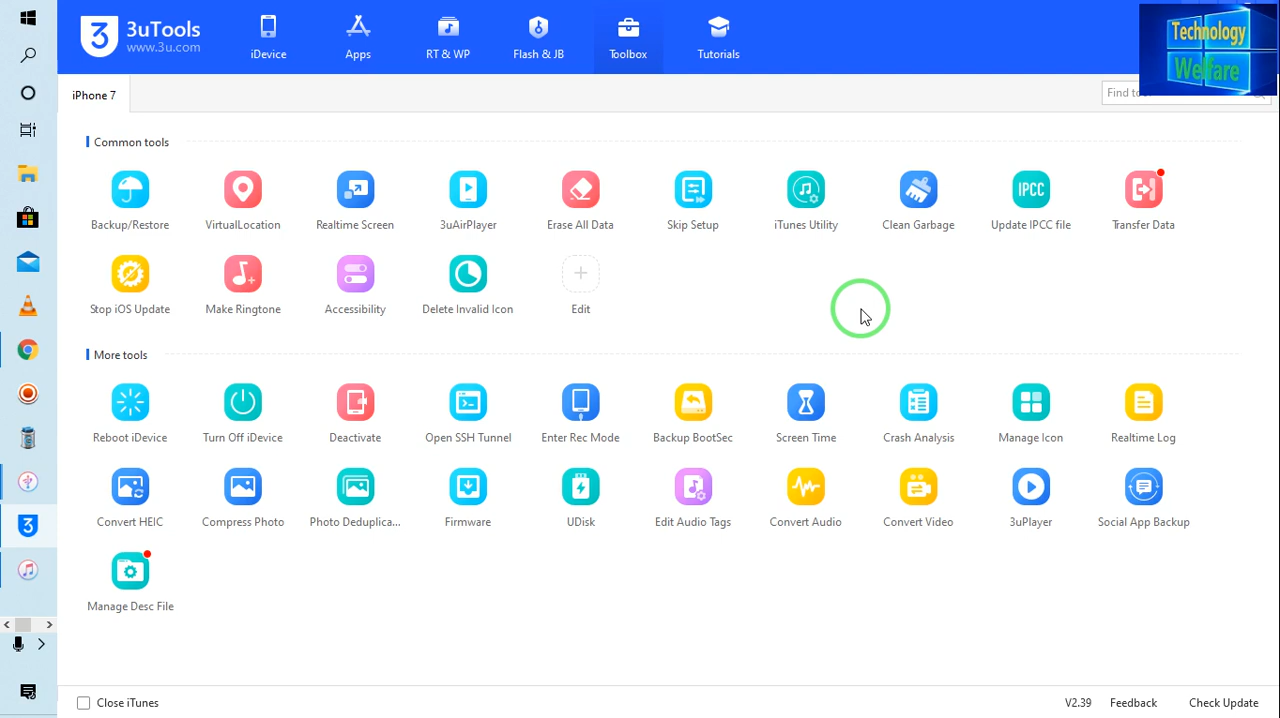 3 3uTools
www.3u.com
iDevice Apps RT & WP Flash & JB Toolbox Tutorials
Technology
Welfare
iPhone 7
Common tools
Backup/Restore VirtualLocation Realtime Screen 3uAirPlayer Erase All Data Skip Setup iTunes Utility Clean Garbage IPCC Update IPCC file Transfer Data
Stop iOS Update Make Ringtone Accessibility Delete Invalid Icon Edit
More tools
Reboot iDevice Turn Off iDevice Deactivate Open SSH Tunnel Enter Rec Mode Backup BootSec Screen Time Crash Analysis Manage Icon Realtime Log
Convert HEIC Compress Photo Photo Deduplica... Firmware UDisk Edit Audio Tags Convert Audio Convert Video 3uPlayer Social App Backup
Manage Desc File
Close iTunes V2.39 Feedback Check Update